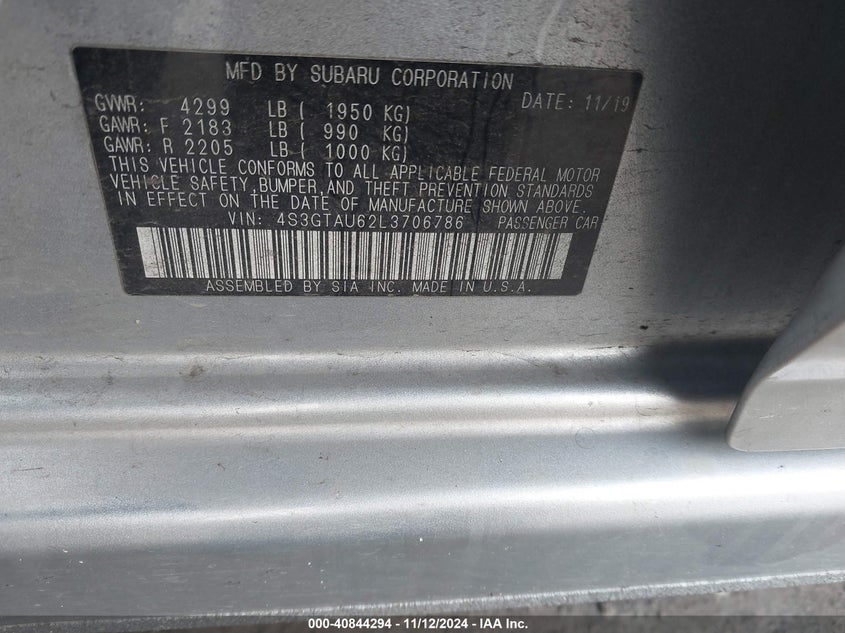 MFD BY SUBARU CORPORATION
GVWR: 4299 LB ( 1950 KG) DATE: 11/19
GAWR: F 2183 LB ( 990 KG)
GAWR: R 2205 LB ( 1000 KG)
THIS VEHICLE CONFORMS TO ALL APPLICABLE FEDERAL MOTOR
VEHICLE SAFETY, BUMPER, AND THEFT PREVENTION STANDARDS
IN EFFECT ON THE DATE OF MANUFACTURE SHOWN ABOVE.
VIN: 4S3GTAU62L3706786 PASSENGER CAR
ASSEMBLED BY SIA INC. MADE IN U.S.A.
000-40844294 - 11/12/2024 - IAA Inc.